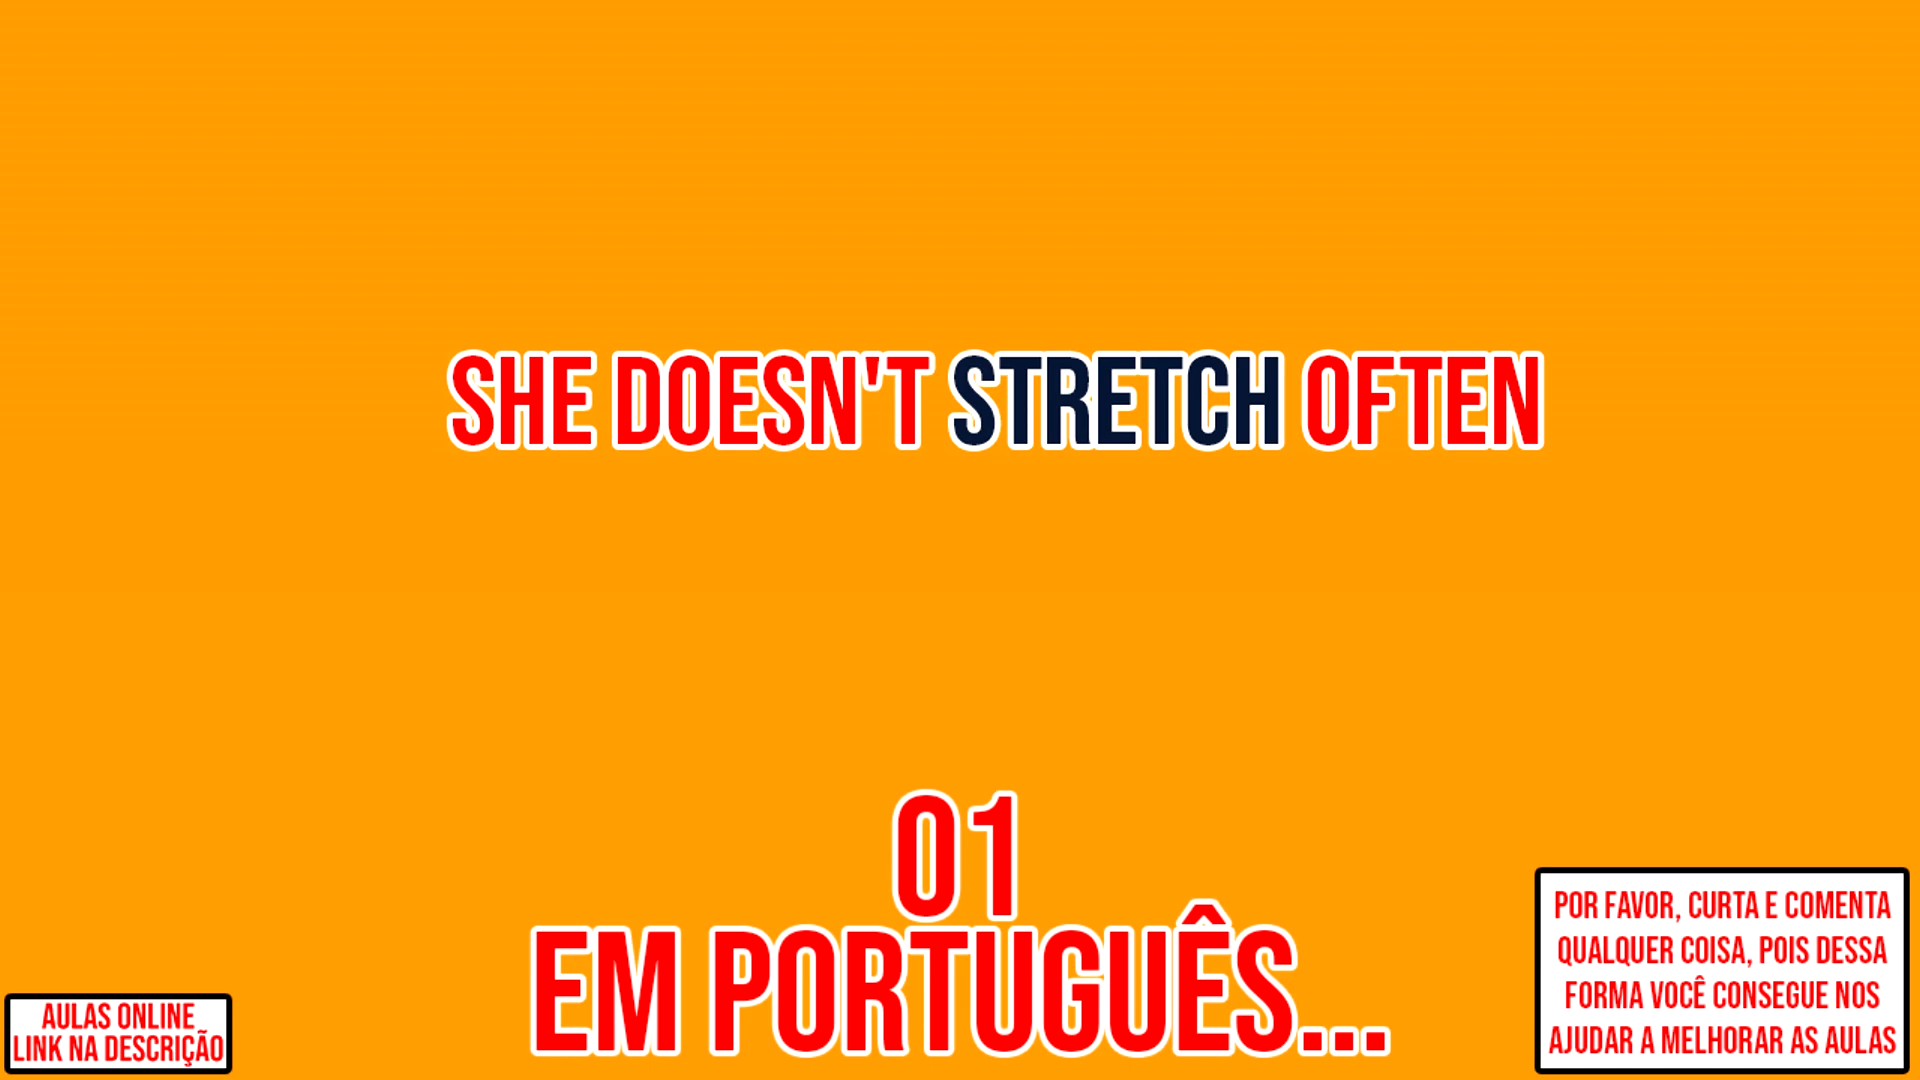 SHE DOESN'T STRETCH OFTEN
01
EM PORTUGUÊS...
AULAS ONLINE
LINK NA DESCRIÇÃO
POR FAVOR, CURTA E COMENTA
QUALQUER COISA, POIS DESSA
FORMA VOCÊ CONSEGUE NOS
AJUDAR A MELHORAR AS AULAS